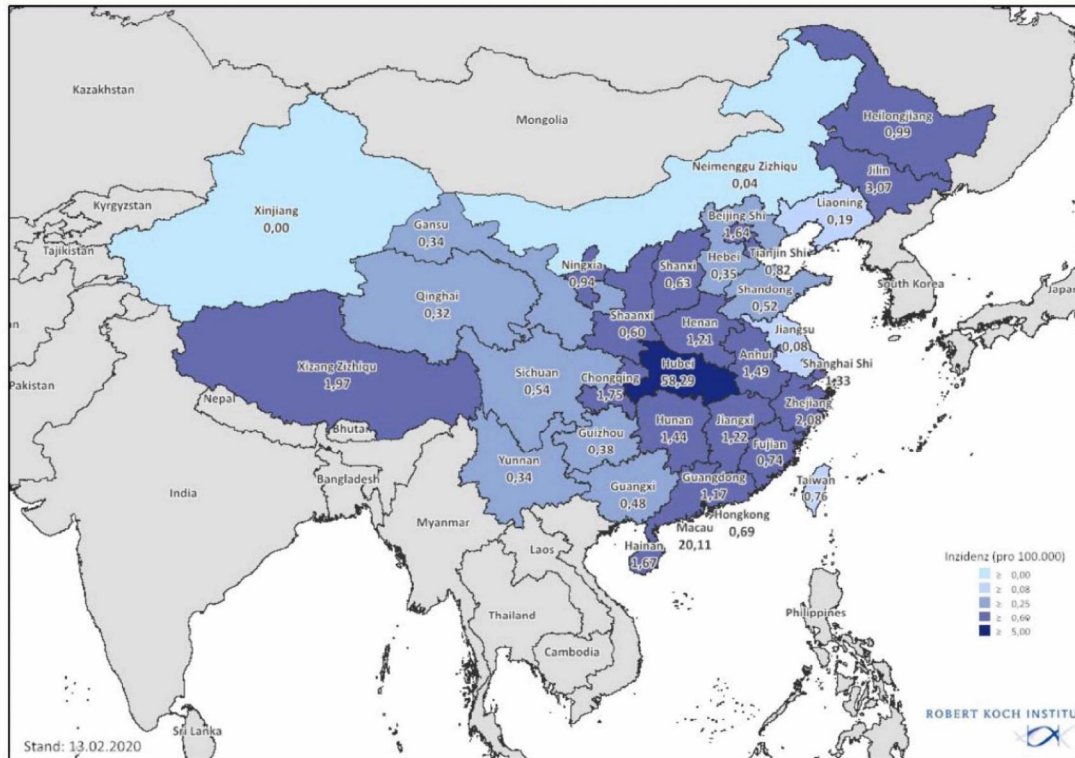 Kazakhstan
Mongolia
Heilongjiang
0,99
Neimenggu Zizhiqu
0,04
Jilin
3,07
Kyrgyzstan
Xinjiang
0,00
Gansu
0,34
Beijing Shi
1,64
Liaoning
0,19
Tajikistan
Ningxia
0,94
Shanxi
0,63
Hebei
0,35
Tianjin Shi
0,82
Qinghai
0,32
Shandong
0,52
South Korea
Japa
Shaanxi
0,60
Henan
1,21
Jiangsu
0,08
Xizang Zizhiqu
1,97
Hubei
58,29
Anhui
1,49
Shanghai Shi
1,33
Pakistan
Sichuan
0,54
Chongqing
1,75
Zhejiang
2,08
Nepal
Bhutan
Hunan
1,44
Jiangxi
1,22
Guizhou
0,38
Fujian
0,74
Yunnan
0,34
India
Bangladesh
Guangxi
0,48
Guangdong
1,17
Taiwan
0,76
Myanmar
Hongkong
0,69
Macau
20,11
Laos
Hainan
1,67
Inzidenz (pro 100.000)
≥ 0,00
≥ 0,08
≥ 0,25
≥ 0,60
≥ 5,00
Thailand
Philippines
Cambodia
Sri Lanka
ROBERT KOCH INSTITU
Stand: 13.02.2020